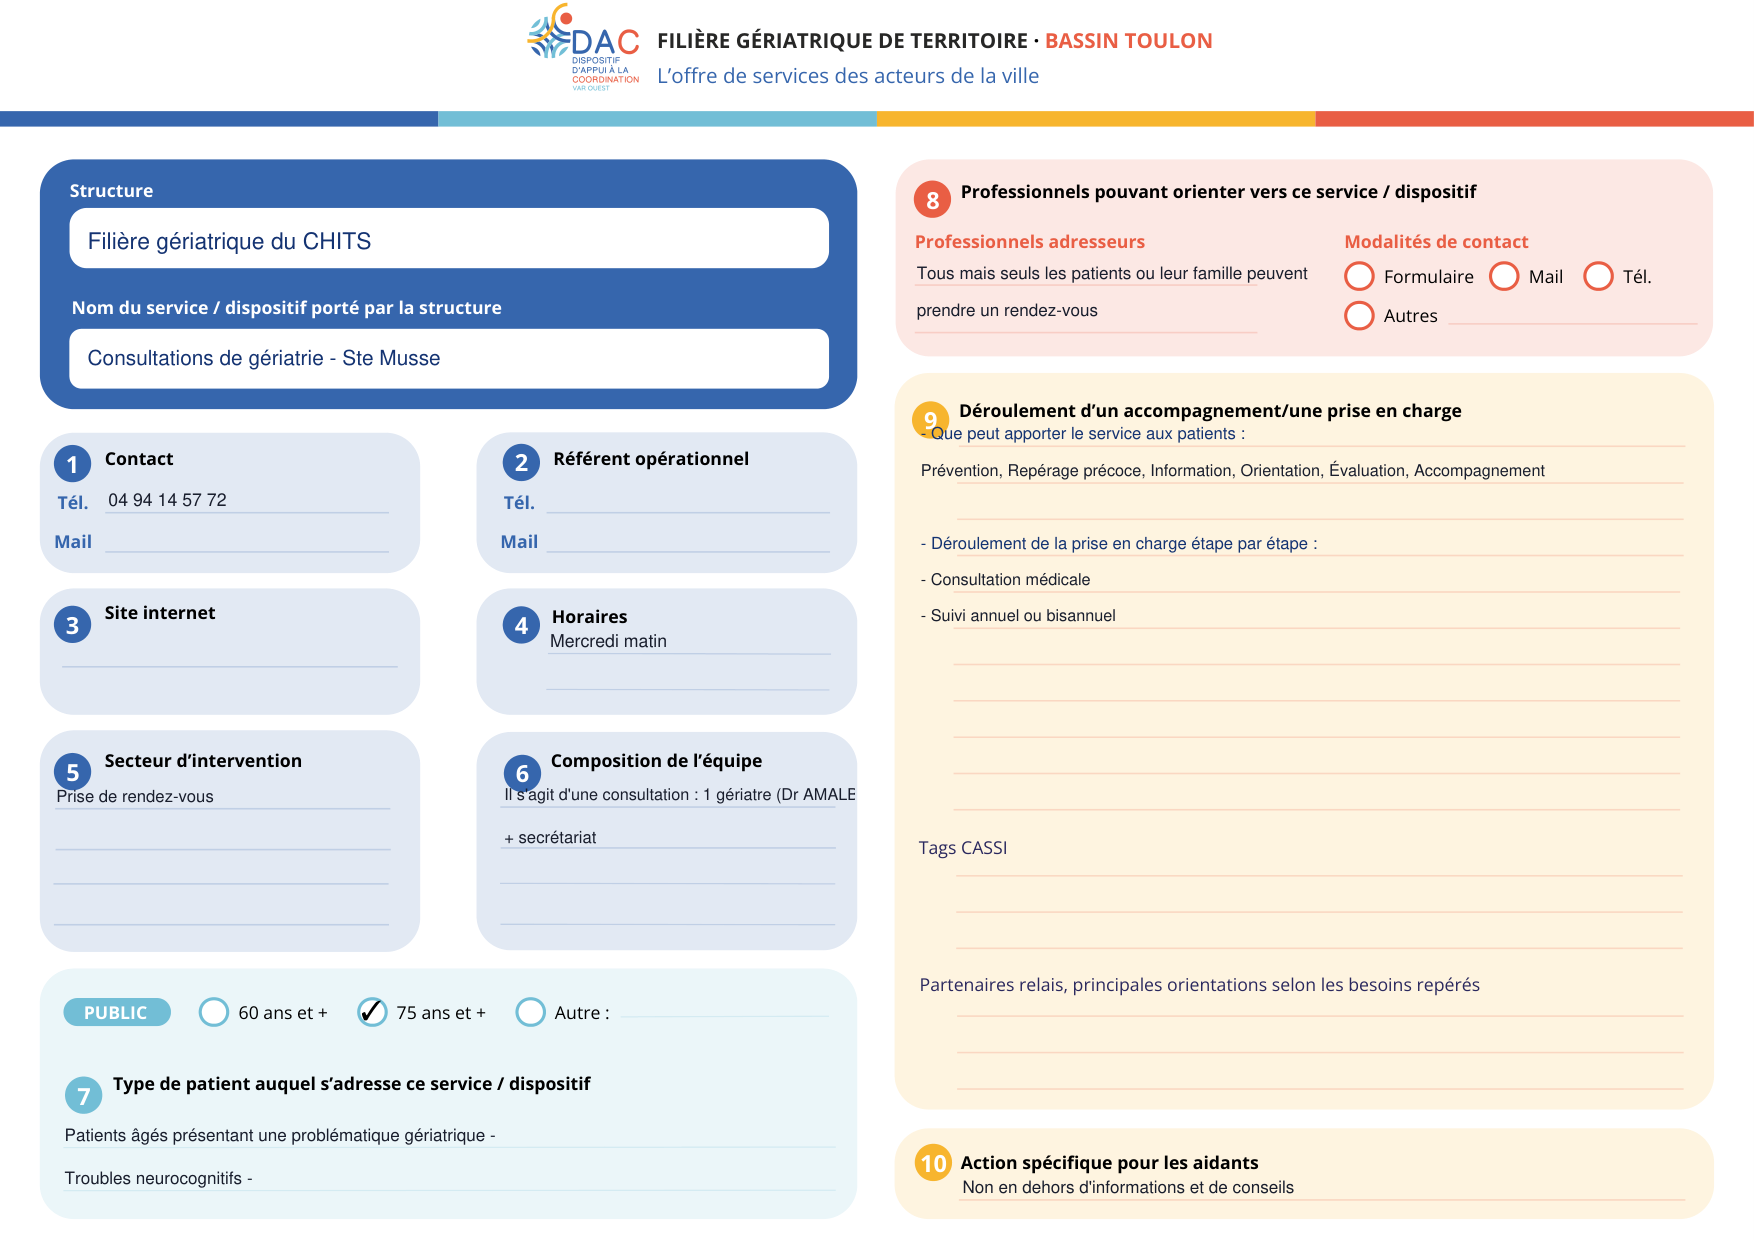 DAC
DISPOSITIF
D'APPUI À LA
COORDINATION
VAR OUEST
FILIÈRE GÉRIATRIQUE DE TERRITOIRE · BASSIN TOULON
L'offre de services des acteurs de la ville
Structure
Filière gériatrique du CHITS
Nom du service / dispositif porté par la structure
Consultations de gériatrie - Ste Musse
1 Contact
Tél. 04 94 14 57 72
Mail
2 Référent opérationnel
Tél.
Mail
3 Site internet
4 Horaires
Mercredi matin
5 Secteur d'intervention
Prise de rendez-vous
6 Composition de l'équipe
Il s'agit d'une consultation : 1 gériatre (Dr AMALE
+ secrétariat
PUBLIC 60 ans et + ✓ 75 ans et + Autre :
7 Type de patient auquel s'adresse ce service / dispositif
Patients âgés présentant une problématique gériatrique -
Troubles neurocognitifs -
8 Professionnels pouvant orienter vers ce service / dispositif
Professionnels adresseurs
Tous mais seuls les patients ou leur famille peuvent
prendre un rendez-vous
Modalités de contact
Formulaire Mail Tél.
Autres
9 Déroulement d'un accompagnement/une prise en charge
- Que peut apporter le service aux patients :
Prévention, Repérage précoce, Information, Orientation, Évaluation, Accompagnement
- Déroulement de la prise en charge étape par étape :
- Consultation médicale
- Suivi annuel ou bisannuel
Tags CASSI
Partenaires relais, principales orientations selon les besoins repérés
10 Action spécifique pour les aidants
Non en dehors d'informations et de conseils